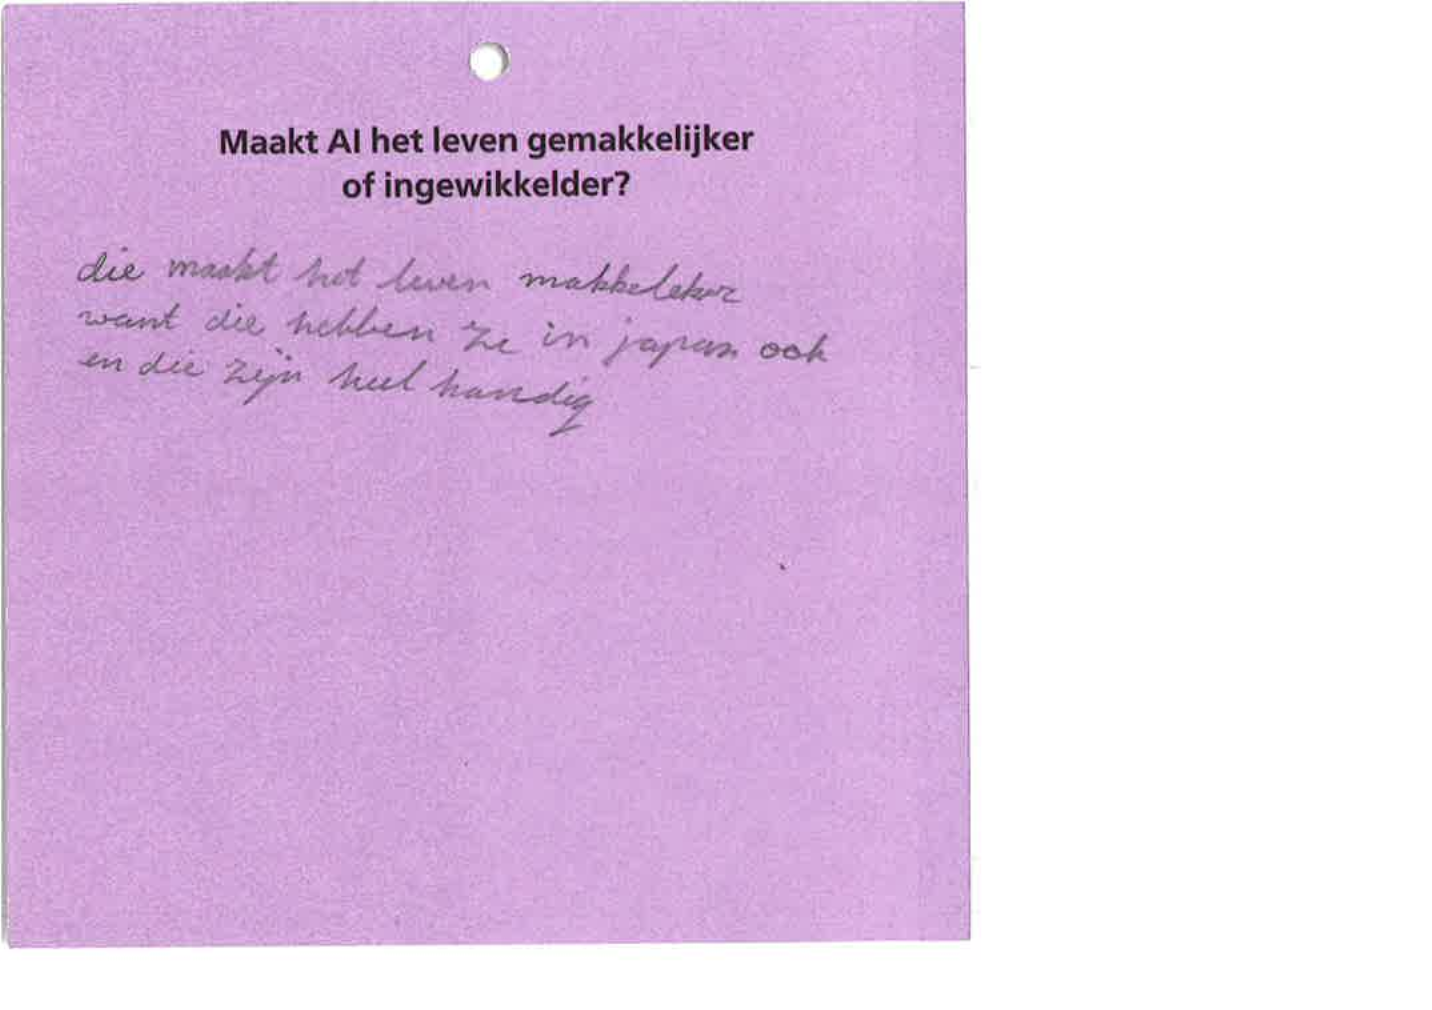 Maakt AI het leven gemakkelijker
of ingewikkelder?
die maakt het leven makkeleker
want die hebben ze in japan ook
en die zijn heel handig